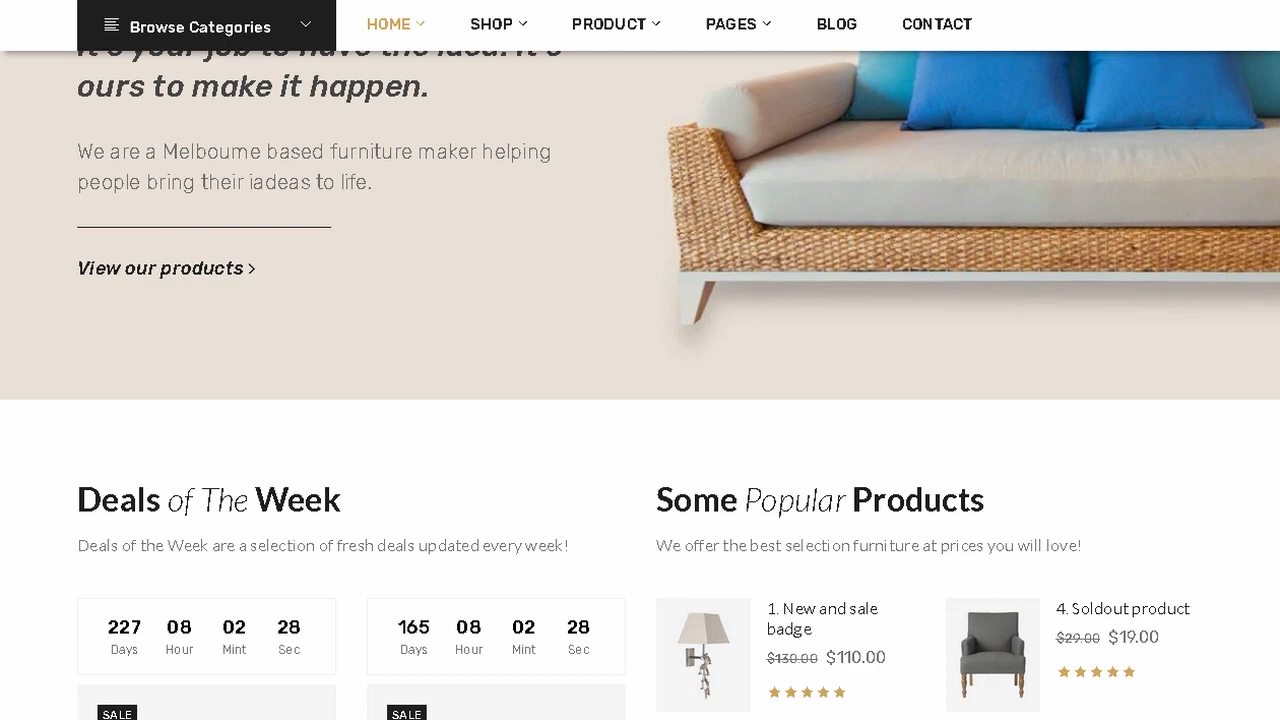 Browse Categories
HOME
SHOP
PRODUCT
PAGES
BLOG
CONTACT
It's your job to have the idea. It's
ours to make it happen.
We are a Melbourne based furniture maker helping
people bring their iadeas to life.
View our products
Deals of The Week
Deals of the Week are a selection of fresh deals updated every week!
227 08 02 28
Days Hour Mint Sec
165 08 02 28
Days Hour Mint Sec
SALE
SALE
Some Popular Products
We offer the best selection furniture at prices you will love!
1. New and sale
badge
$130.00 $110.00
4. Soldout product
$29.00 $19.00